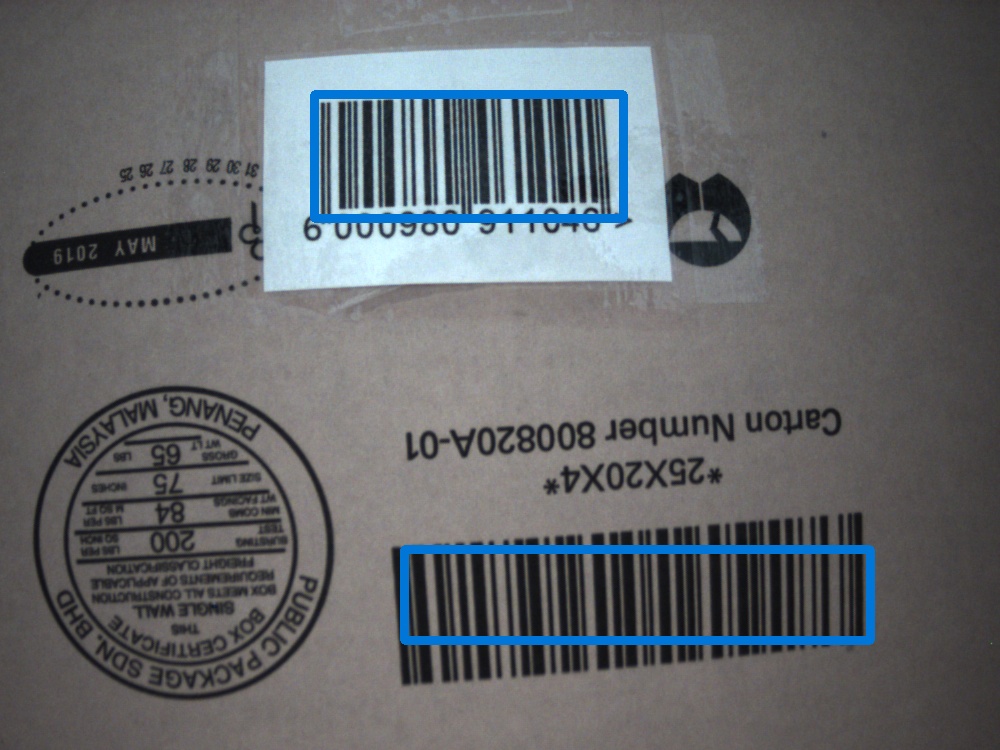 6 000980 911048 >
25 26 27 28 29 30 31
MAY 2019
Carton Number 800820A-01
*25X20X4*
PUBLIC PACKAGE SDN. BHD
BOX CERTIFICATE
THIS
SINGLE WALL
BOX MEETS ALL CONSTRUCTION
REQUIREMENTS OF APPLICABLE
FREIGHT CLASSIFICATION
BURSTING TEST 200 LBS PER SQ INCH
MIN COMB WT FACINGS 84 LBS PER M SQ FT
SIZE LIMIT 75 INCHES
GROSS WT LT 65 LBS
PENANG, MALAYSIA